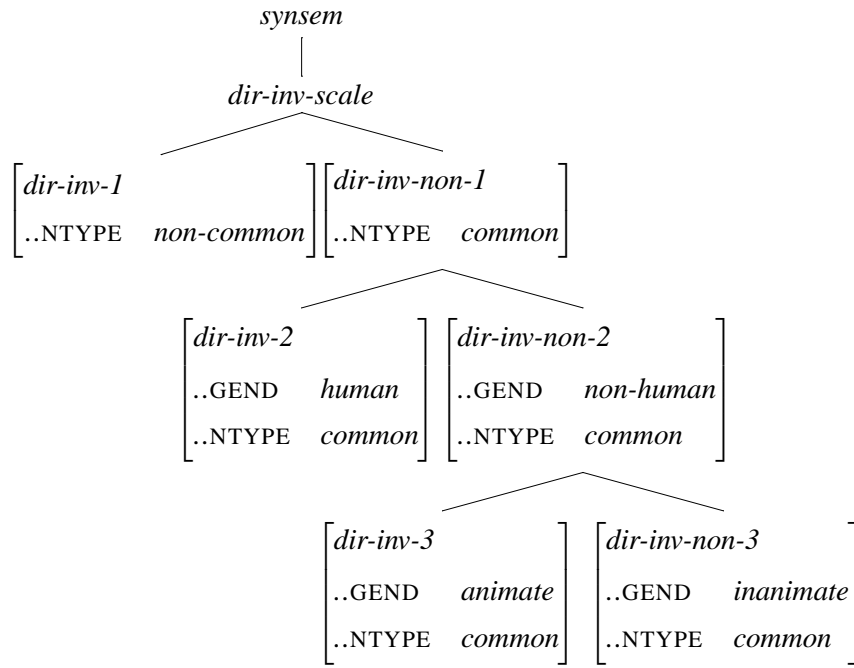 synsem
dir-inv-scale
dir-inv-1 dir-inv-non-1
..NTYPE non-common ..NTYPE common
dir-inv-2 dir-inv-non-2
..GEND human ..GEND non-human
..NTYPE common ..NTYPE common
dir-inv-3 dir-inv-non-3
..GEND animate ..GEND inanimate
..NTYPE common ..NTYPE common